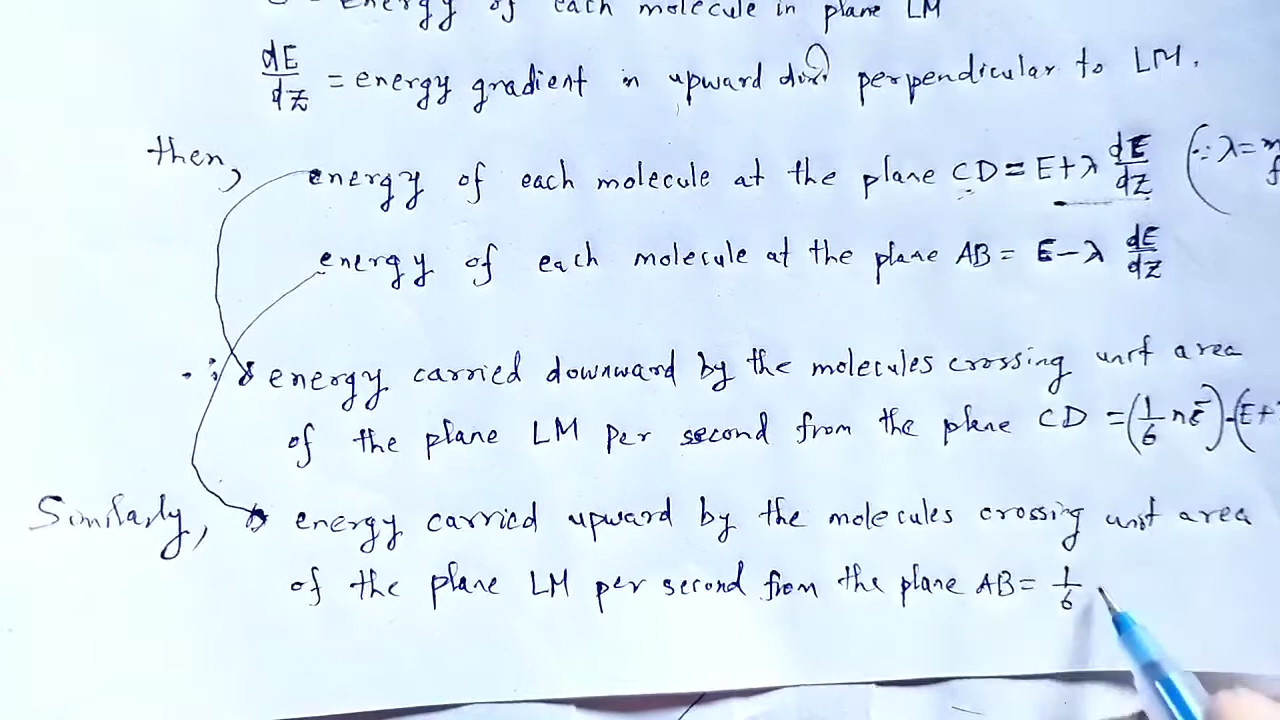 energy of each molecule in plane LM
dE/dz = energy gradient in upward dirn perpendicular to LM.
then, energy of each molecule at the plane CD = E+λ dE/dz (∵ λ=m
energy of each molecule at the plane AB = E-λ dE/dz
∴ energy carried downward by the molecules crossing unit area
of the plane LM per second from the plane CD = (1/6 nc̄)·(E+
Similarly, energy carried upward by the molecules crossing unit area
of the plane LM per second from the plane AB = 1/6